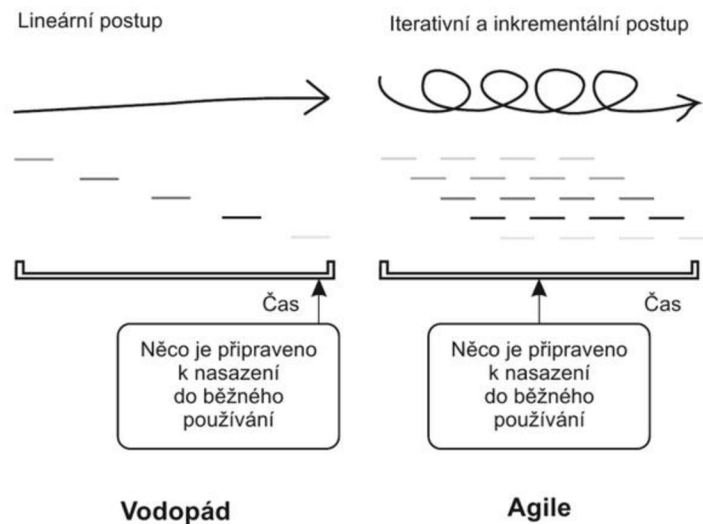 Lineární postup
Iterativní a inkrementální postup
Čas
Něco je připraveno
k nasazení
do běžného
používání
Čas
Něco je připraveno
k nasazení
do běžného
používání
Vodopád
Agile